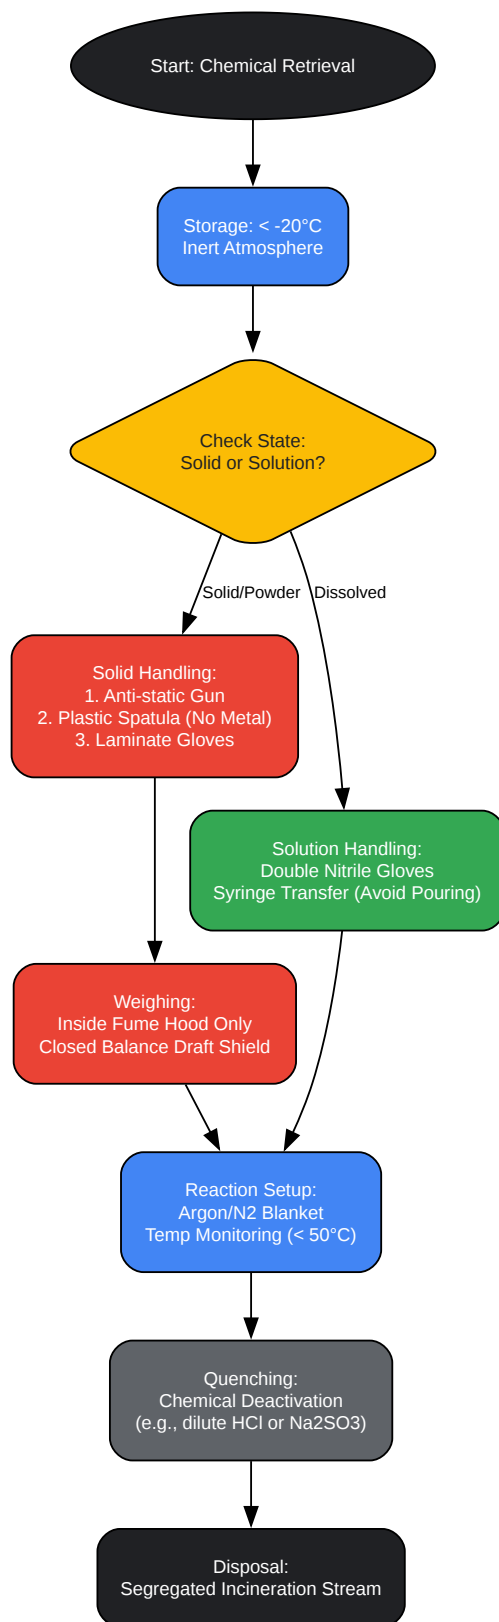 Start: Chemical Retrieval
Storage: < -20°C
Inert Atmosphere
Check State:
Solid or Solution?
Solid/Powder
Dissolved
Solid Handling:
1. Anti-static Gun
2. Plastic Spatula (No Metal)
3. Laminate Gloves
Solution Handling:
Double Nitrile Gloves
Syringe Transfer (Avoid Pouring)
Weighing:
Inside Fume Hood Only
Closed Balance Draft Shield
Reaction Setup:
Argon/N2 Blanket
Temp Monitoring (< 50°C)
Quenching:
Chemical Deactivation
(e.g., dilute HCl or Na2SO3)
Disposal:
Segregated Incineration Stream